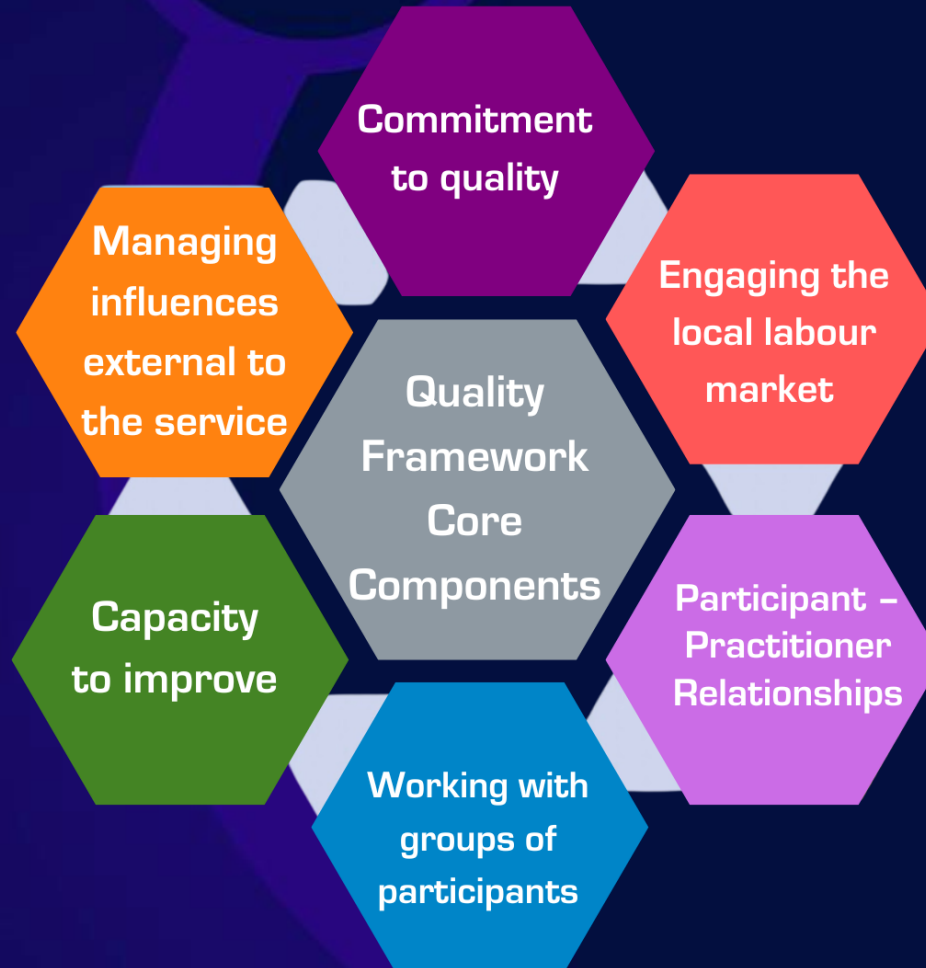 Commitment
to quality
Engaging the
local labour
market
Participant –
Practitioner
Relationships
Working with
groups of
participants
Capacity
to improve
Managing
influences
external to
the service
Quality
Framework
Core
Components